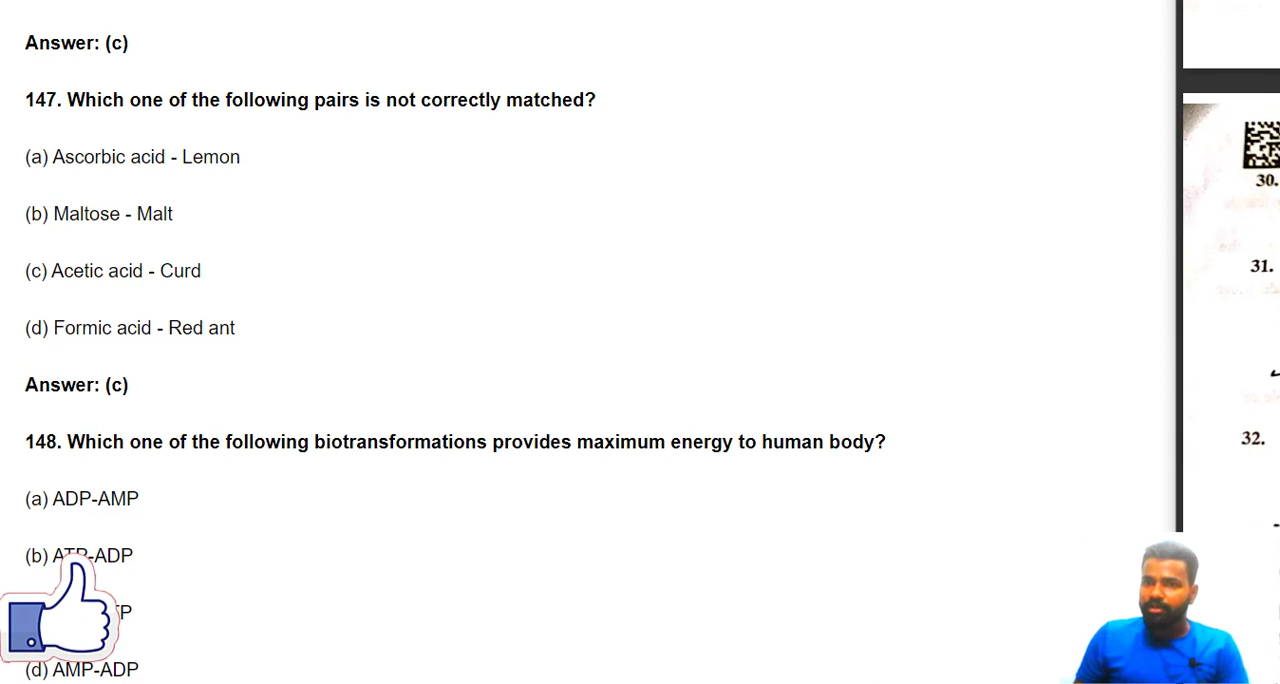 Answer: (c)
147. Which one of the following pairs is not correctly matched?
(a) Ascorbic acid - Lemon
(b) Maltose - Malt
(c) Acetic acid - Curd
(d) Formic acid - Red ant
Answer: (c)
148. Which one of the following biotransformations provides maximum energy to human body?
(a) ADP-AMP
(b) ATP-ADP
(d) AMP-ADP
30.
31.
32.